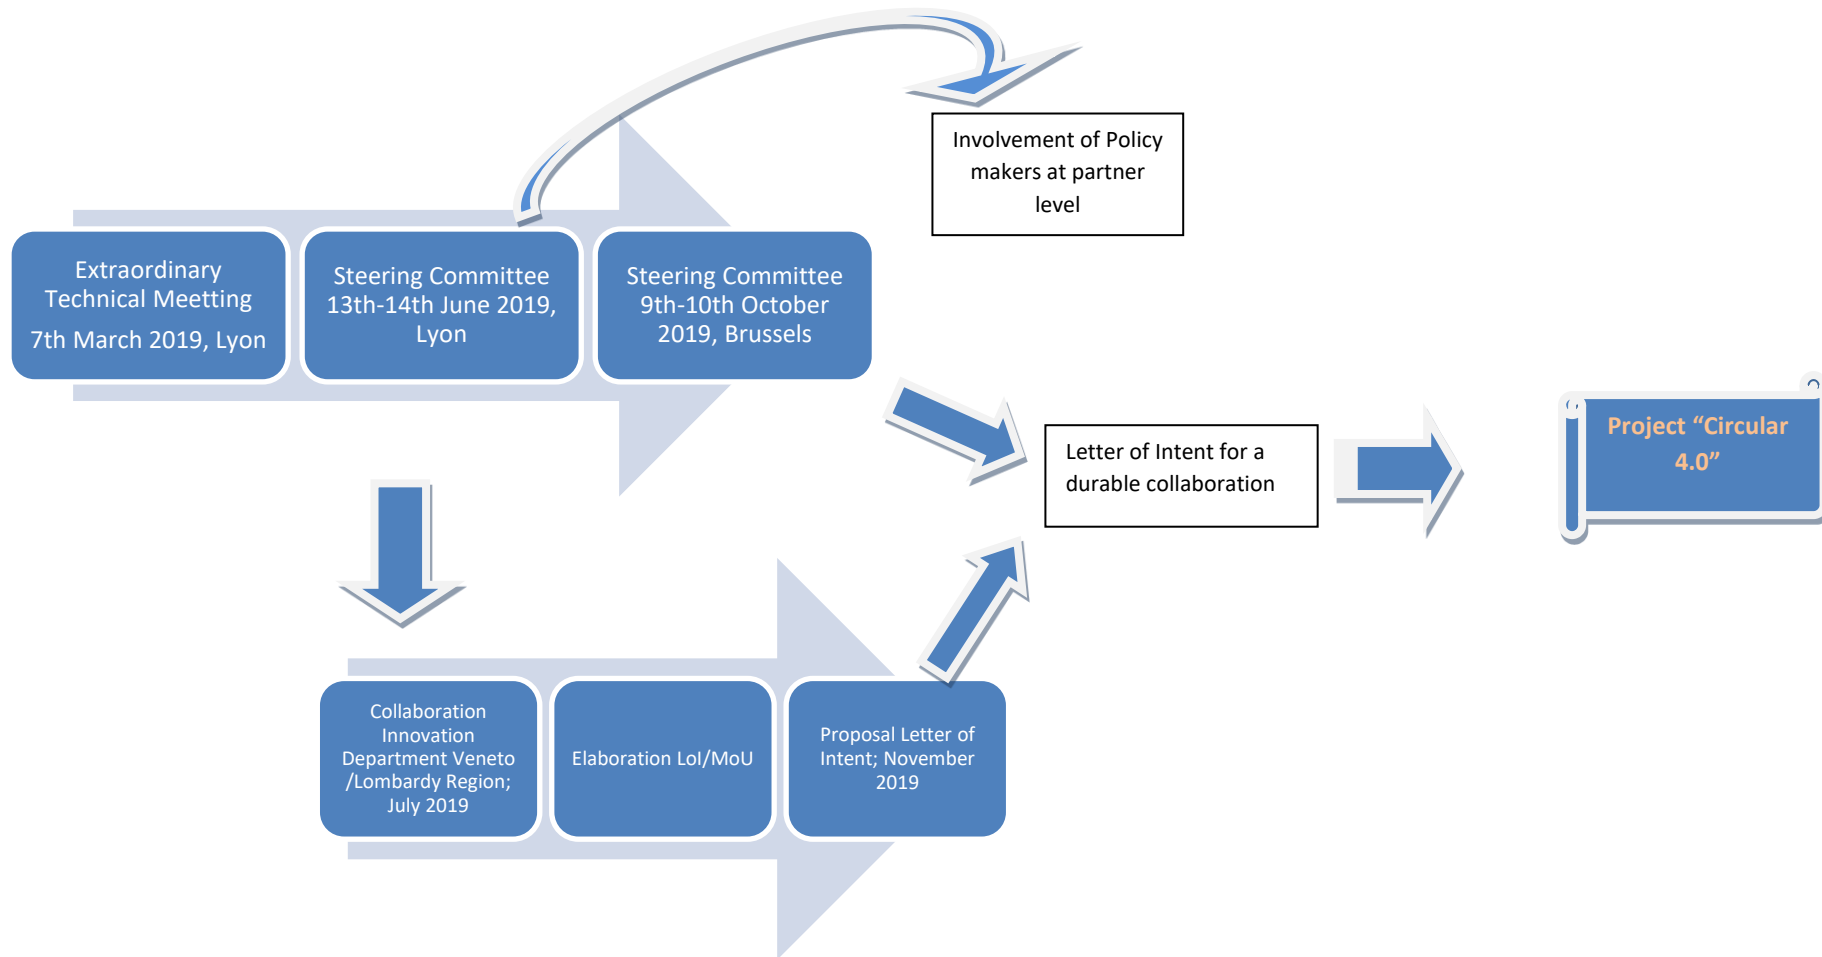 Involvement of Policy
makers at partner
level
Extraordinary
Technical Meetting
7th March 2019, Lyon
Steering Committee
13th-14th June 2019,
Lyon
Steering Committee
9th-10th October
2019, Brussels
Letter of Intent for a
durable collaboration
Project “Circular
4.0”
Collaboration
Innovation
Department Veneto
/Lombardy Region;
July 2019
Elaboration LoI/MoU
Proposal Letter of
Intent; November
2019